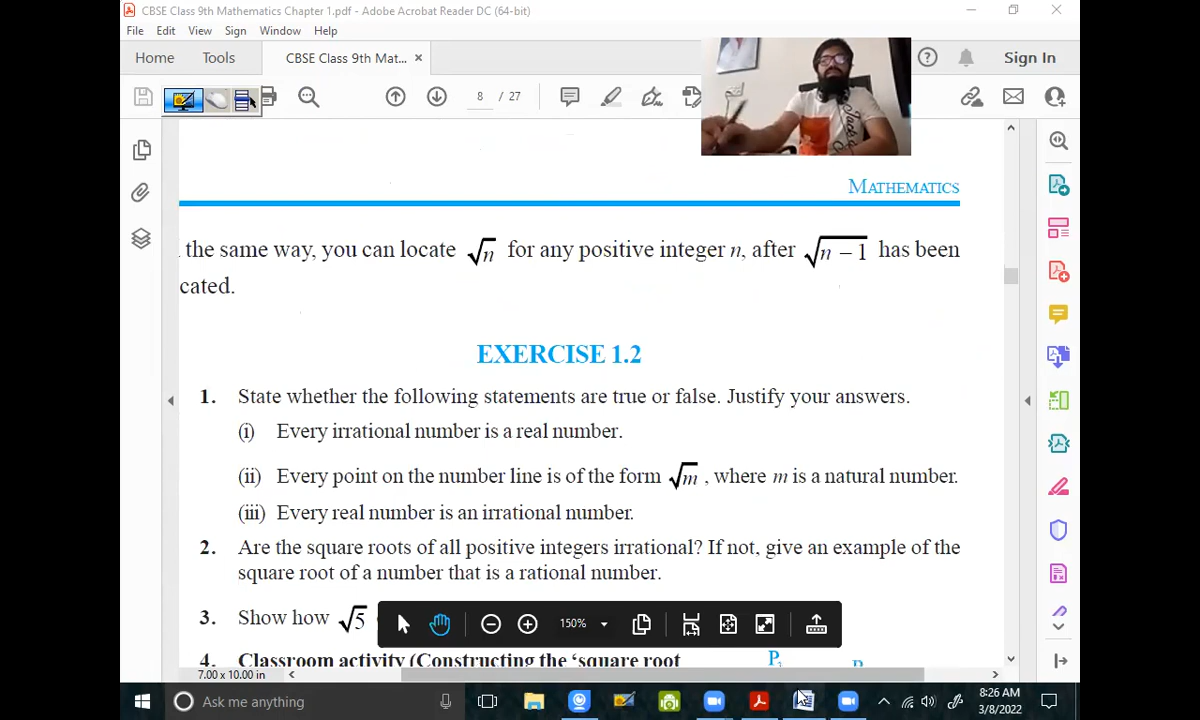 CBSE Class 9th Mathematics Chapter 1.pdf - Adobe Acrobat Reader DC (64-bit)
File Edit View Sign Window Help
Home Tools CBSE Class 9th Mat... × Sign In
8 / 27
MATHEMATICS
the same way, you can locate √n for any positive integer n, after √n – 1 has been
cated.
EXERCISE 1.2
1. State whether the following statements are true or false. Justify your answers.
(i) Every irrational number is a real number.
(ii) Every point on the number line is of the form √m , where m is a natural number.
(iii) Every real number is an irrational number.
2. Are the square roots of all positive integers irrational? If not, give an example of the
square root of a number that is a rational number.
3. Show how √5
150%
4. Classroom activity (Constructing the ‘square root
P
7.00 x 10.00 in
Ask me anything
8:26 AM
3/8/2022